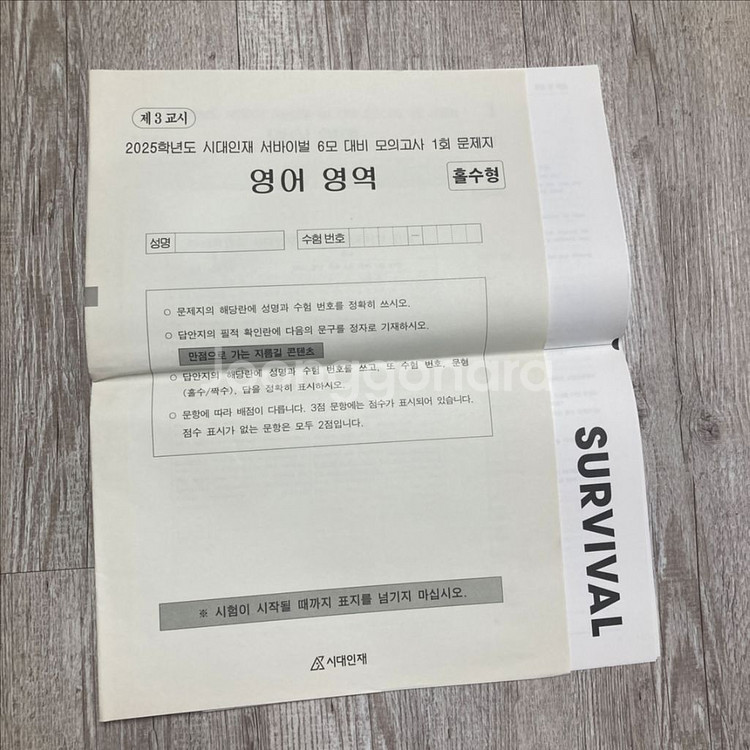 제 3 교시
2025학년도 시대인재 서바이벌 6모 대비 모의고사 1회 문제지
영어 영역
홀수형
성명
수험 번호
–
○ 문제지의 해당란에 성명과 수험 번호를 정확히 쓰시오.
○ 답안지의 필적 확인란에 다음의 문구를 정자로 기재하시오.
만점으로 가는 지름길 콘텐츠
○ 답안지의 해당란에 성명과 수험 번호를 쓰고, 또 수험 번호, 문형
(홀수/짝수), 답을 정확히 표시하시오.
○ 문항에 따라 배점이 다릅니다. 3점 문항에는 점수가 표시되어 있습니다.
점수 표시가 없는 문항은 모두 2점입니다.
※ 시험이 시작될 때까지 표지를 넘기지 마십시오.
시대인재
SURVIVAL